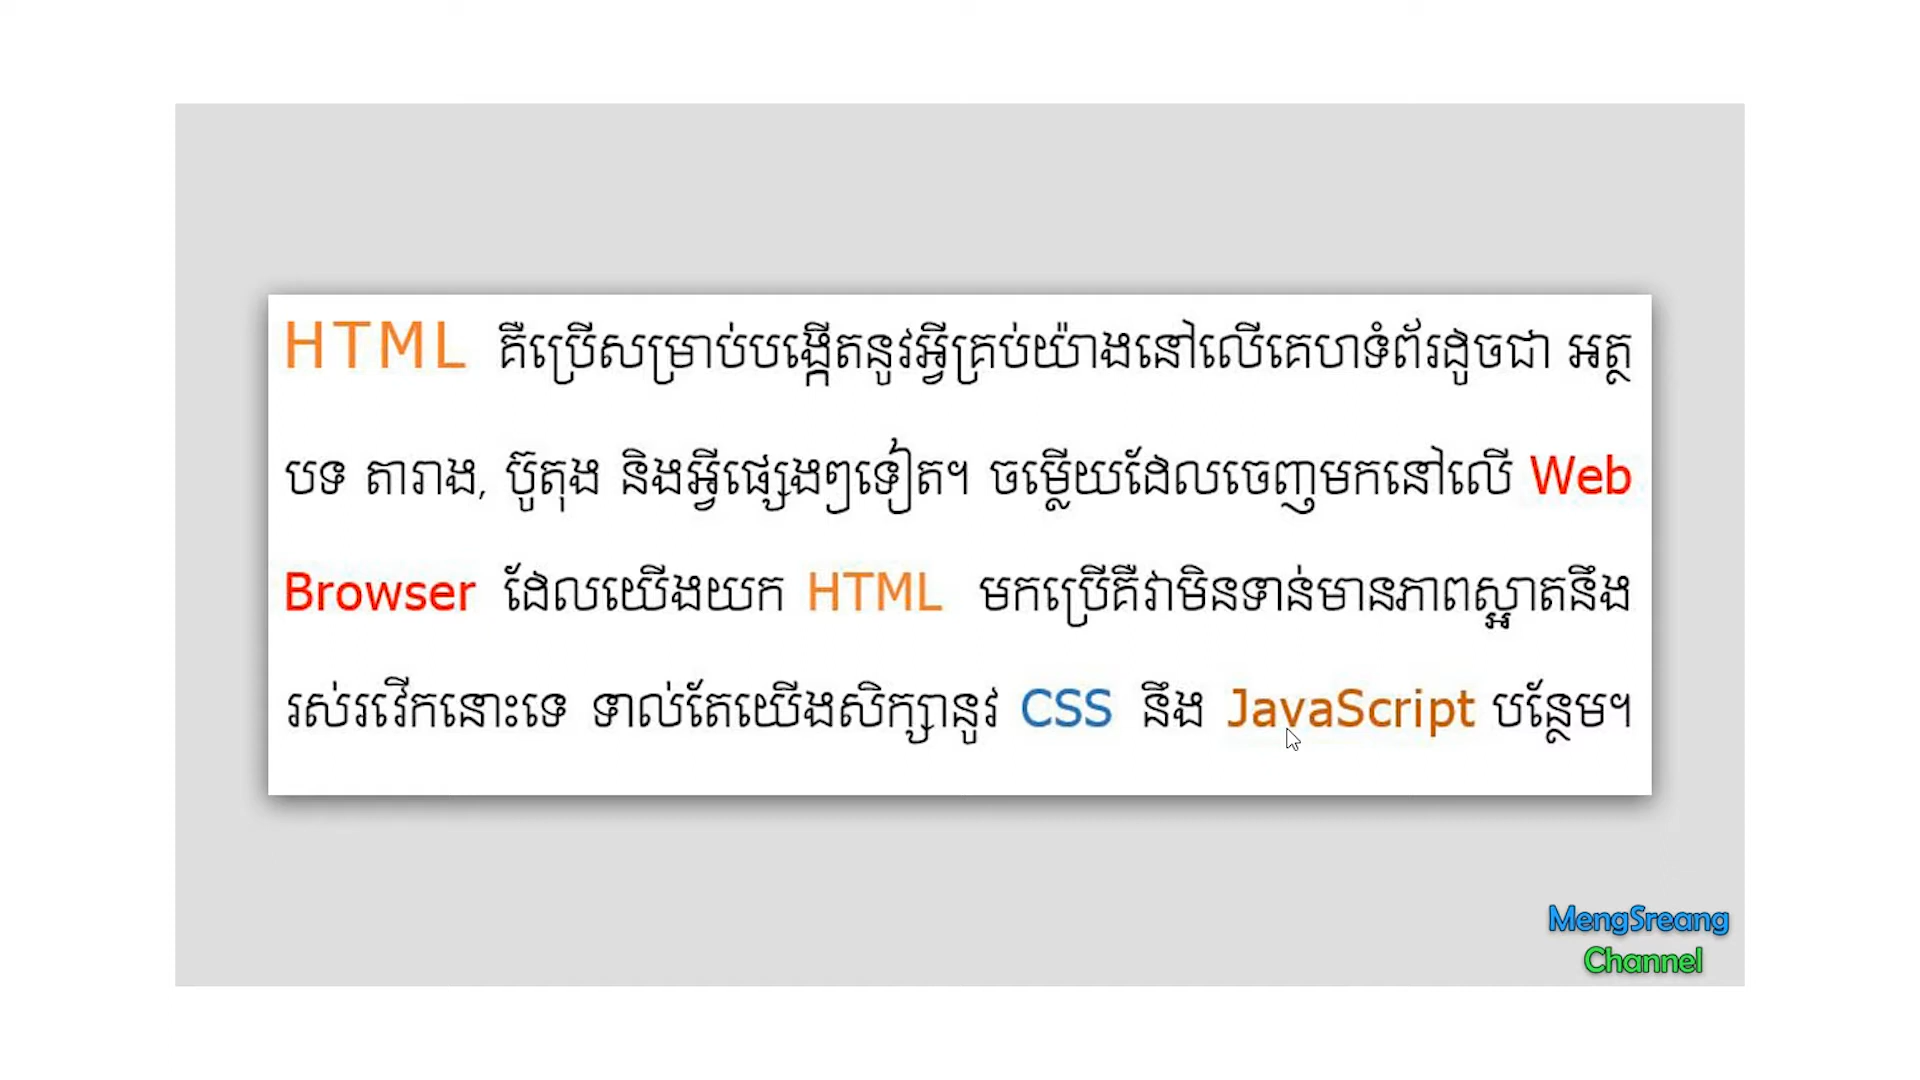 HTML គឺប្រើសម្រាប់បង្កើតនូវអ្វីគ្រប់យ៉ាងនៅលើគេហទំព័រដូចជា អត្ថ
បទ តារាង, ប៊ូតុង និងអ្វីផ្សេងៗទៀត។ ចម្លើយដែលចេញមកនៅលើ Web
Browser ដែលយើងយក HTML មកប្រើគឺវាមិនទាន់មានភាពស្អាតនឹង
រស់រវើកនោះទេ ទាល់តែយើងសិក្សានូវ CSS នឹង JavaScript បន្ថែម។
MengSreang
Channel